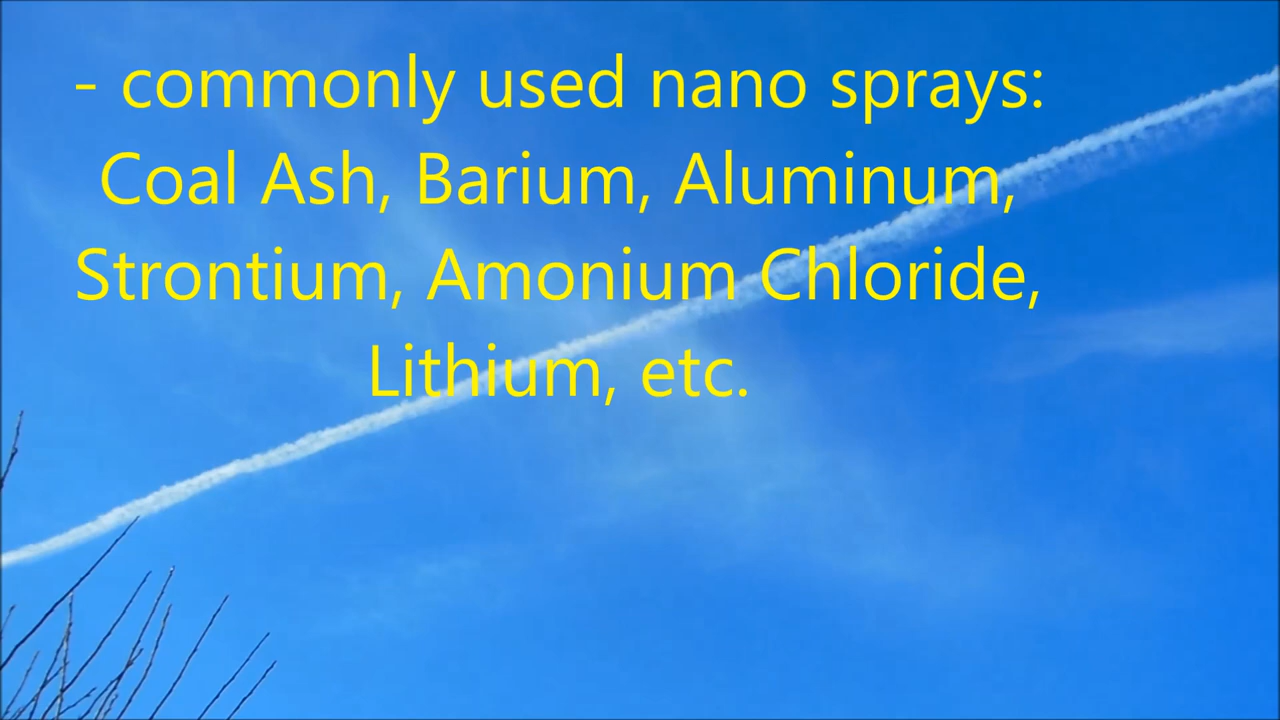 - commonly used nano sprays:
Coal Ash, Barium, Aluminum,
Strontium, Amonium Chloride,
Lithium, etc.